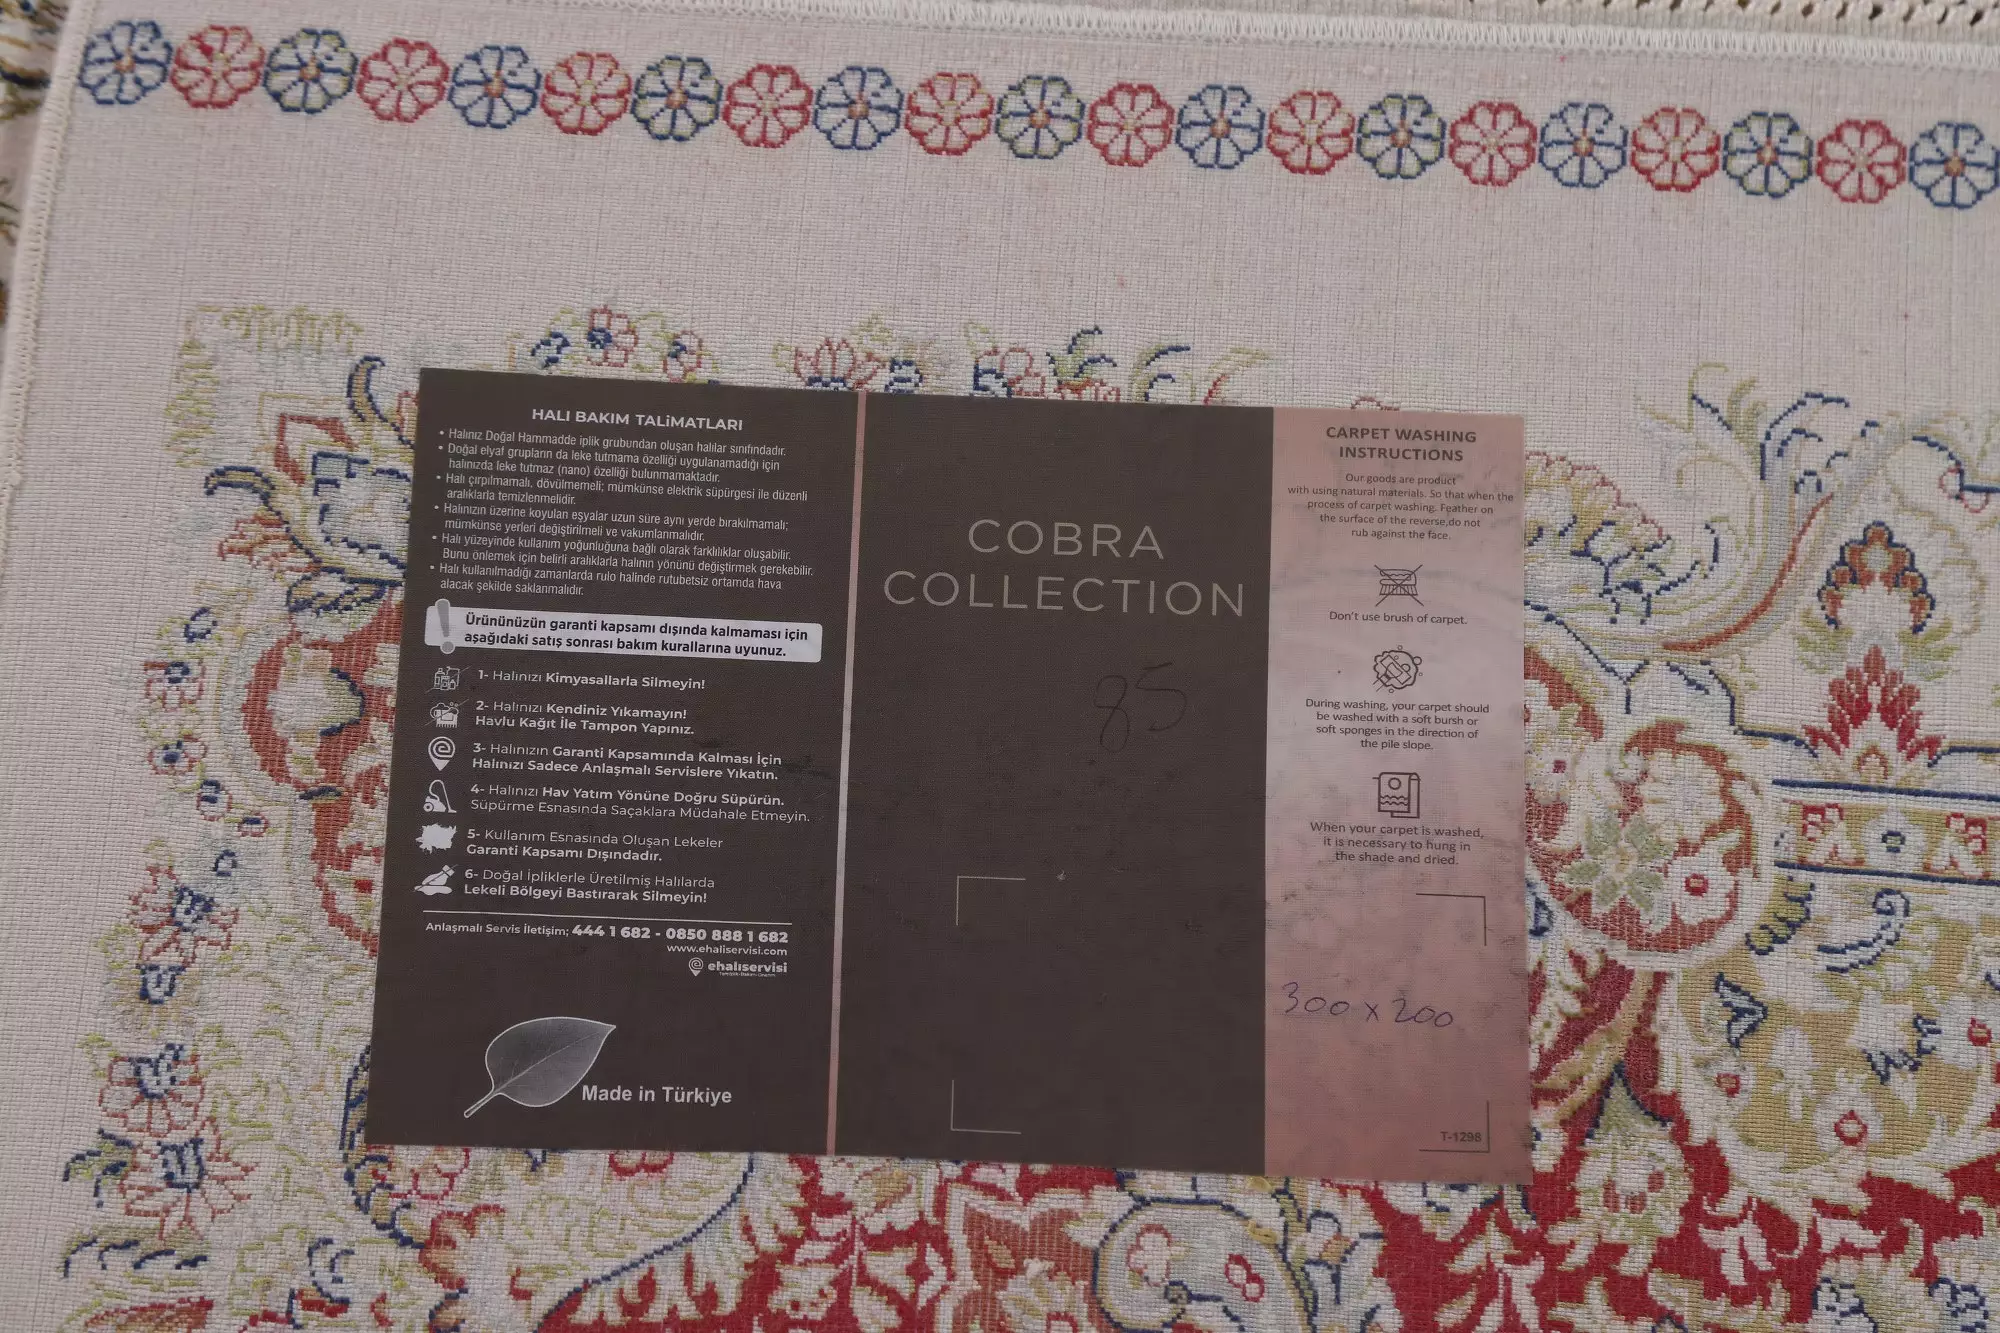 HALI BAKIM TALiMATLARI
• Halınız Doğal Hammadde iplik grubundan oluşan halılar sınıfındadır.
• Doğal elyaf grupların da leke tutmama özelliği uygulanamadığı için
halınızda leke tutmaz (nano) özelliği bulunmamaktadır.
• Halı çırpılmamalı, dövülmemeli; mümkünse elektrik süpürgesi ile düzenli
aralıklarla temizlenmelidir.
• Halınızın üzerine koyulan eşyalar uzun süre aynı yerde bırakılmamalı;
mümkünse yerleri değiştirilmeli ve vakumlanmalıdır.
• Halı yüzeyinde kullanım yoğunluğuna bağlı olarak farklılıklar oluşabilir.
Bunu önlemek için belirli aralıklarla halının yönünü değiştirmek gerekebilir.
• Halı kullanılmadığı zamanlarda rulo halinde rutubetsiz ortamda hava
alacak şekilde saklanmalıdır.
Ürününüzün garanti kapsamı dışında kalmaması için
aşağıdaki satış sonrası bakım kurallarına uyunuz.
1- Halınızı Kimyasallarla Silmeyin!
2- Halınızı Kendiniz Yıkamayın!
Havlu Kağıt İle Tampon Yapınız.
3- Halınızın Garanti Kapsamında Kalması İçin
Halınızı Sadece Anlaşmalı Servislere Yıkatın.
4- Halınızı Hav Yatım Yönüne Doğru Süpürün.
Süpürme Esnasında Saçaklara Müdahale Etmeyin.
5- Kullanım Esnasında Oluşan Lekeler
Garanti Kapsamı Dışındadır.
6- Doğal İpliklerle Üretilmiş Halılarda
Lekeli Bölgeyi Bastırarak Silmeyin!
Anlaşmalı Servis İletişim; 444 1 682 - 0850 888 1 682
www.ehaliservisi.com
ehalıservisi
Made in Türkiye
COBRA
COLLECTION
85
CARPET WASHING
INSTRUCTIONS
Our goods are product
with using natural materials. So that when the
process of carpet washing. Feather on
the surface of the reverse,do not
rub against the face.
Don't use brush of carpet.
During washing, your carpet should
be washed with a soft bursh or
soft sponges in the direction of
the pile slope.
When your carpet is washed,
it is necessary to hung in
the shade and dried.
300 x 200
T-1298